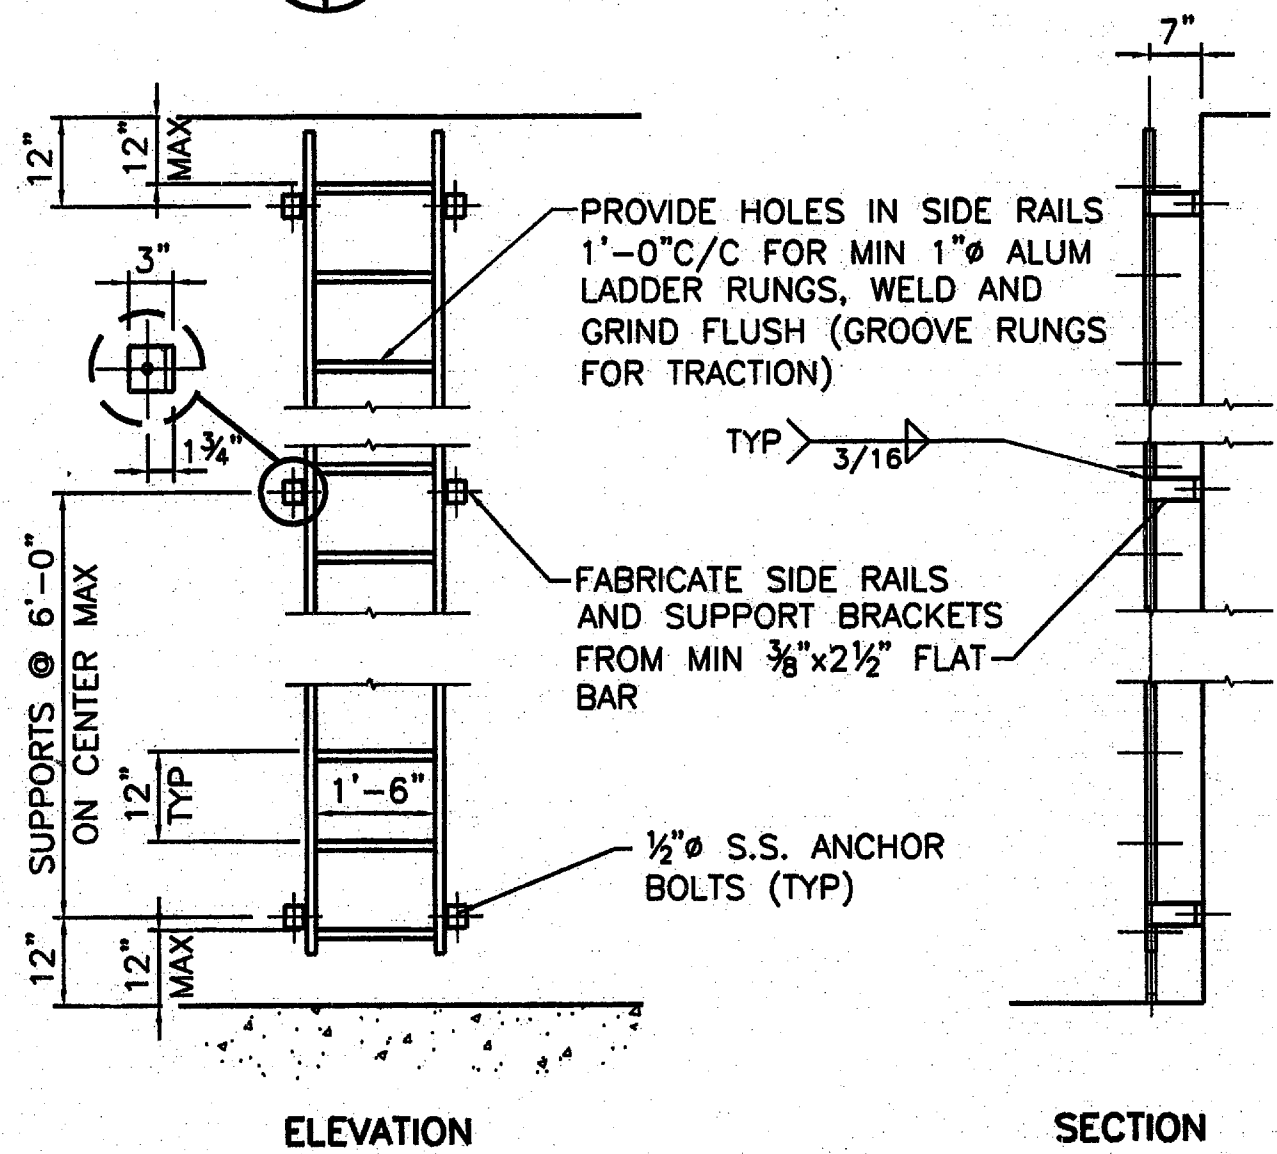 7"
12"
12"
MAX
PROVIDE HOLES IN SIDE RAILS
1'-0"C/C FOR MIN 1"ø ALUM
LADDER RUNGS, WELD AND
GRIND FLUSH (GROOVE RUNGS
FOR TRACTION)
3"
1¾"
TYP
3/16
SUPPORTS @ 6'-0"
ON CENTER MAX
FABRICATE SIDE RAILS
AND SUPPORT BRACKETS
FROM MIN ⅜"x2½" FLAT
BAR
12"
TYP
1'-6"
½"ø S.S. ANCHOR
BOLTS (TYP)
12"
12"
MAX
ELEVATION
SECTION